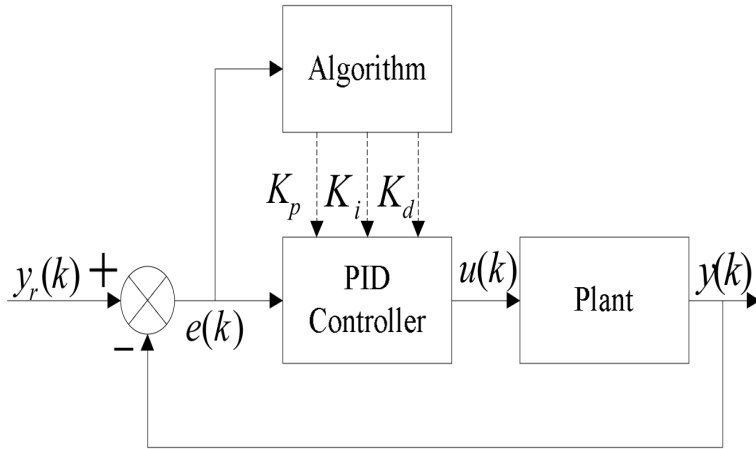 Algorithm
K_p K_i K_d
y_r(k) +
e(k)
−
PID
Controller
u(k)
Plant
y(k)